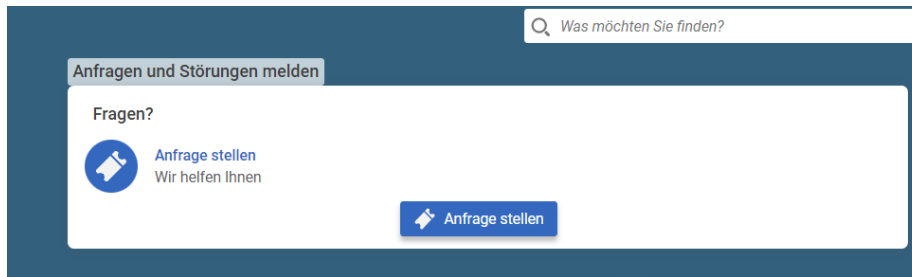 Was möchten Sie finden?
Anfragen und Störungen melden
Fragen?
Anfrage stellen
Wir helfen Ihnen
Anfrage stellen